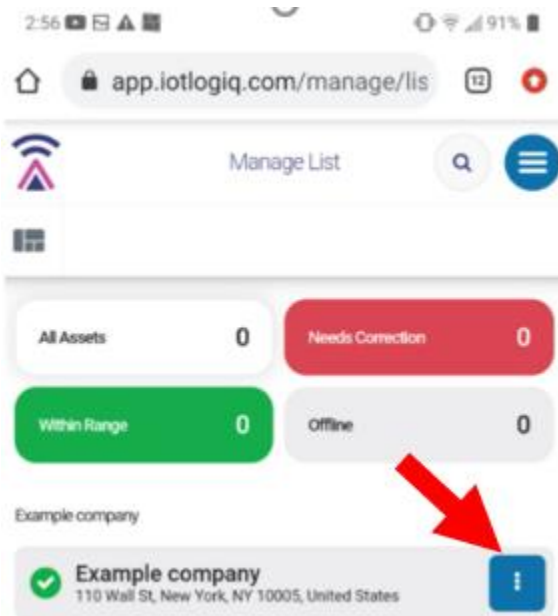 2:56 91%
app.iotlogiq.com/manage/lis 12
Manage List
All Assets 0 Needs Correction 0
Within Range 0 Offline 0
Example company
Example company
110 Wall St, New York, NY 10005, United States